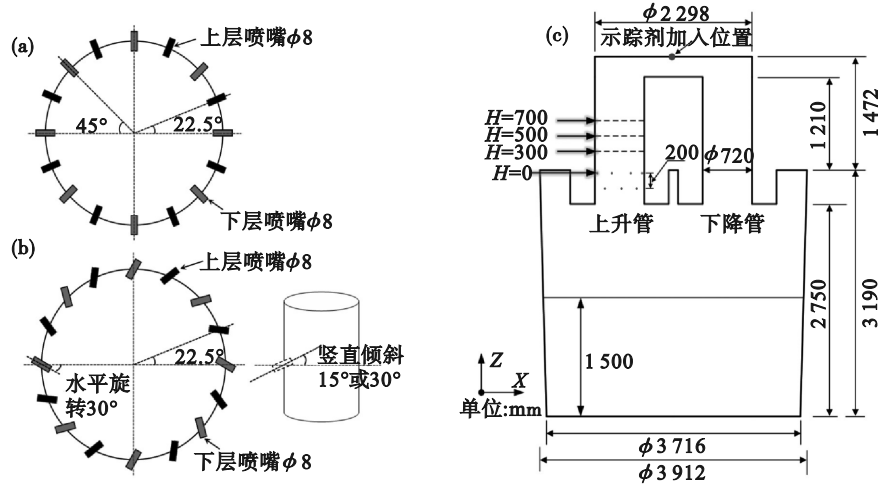 (a)
上层喷嘴ϕ8
45°
22.5°
下层喷嘴ϕ8
(b)
上层喷嘴ϕ8
22.5°
水平旋
转30°
竖直倾斜
15°或30°
下层喷嘴ϕ8
(c)
ϕ2 298
示踪剂加入位置
H=700
H=500
H=300
H=0
200
ϕ720
1 210
1 472
上升管
下降管
2 750
3 190
1 500
Z
X
单位:mm
ϕ3 716
ϕ3 912